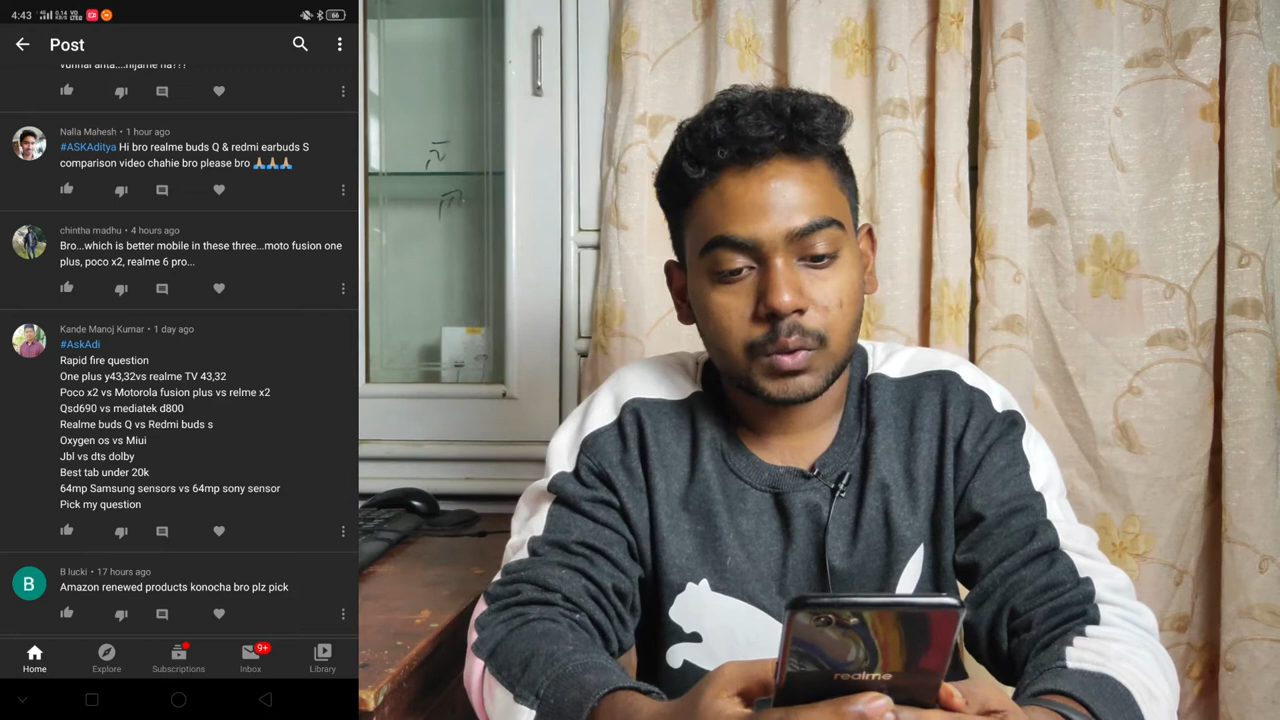 4:43
66
Post
Nalla Mahesh • 1 hour ago
#ASKAditya Hi bro realme buds Q & redmi earbuds S
comparison video chahie bro please bro 🙏🙏🙏
chintha madhu • 4 hours ago
Bro...which is better mobile in these three...moto fusion one
plus, poco x2, realme 6 pro...
Kande Manoj Kumar • 1 day ago
#AskAdi
Rapid fire question
One plus y43,32vs realme TV 43,32
Poco x2 vs Motorola fusion plus vs relme x2
Qsd690 vs mediatek d800
Realme buds Q vs Redmi buds s
Oxygen os vs Miui
Jbl vs dts dolby
Best tab under 20k
64mp Samsung sensors vs 64mp sony sensor
Pick my question
B
B lucki • 17 hours ago
Amazon renewed products konocha bro plz pick
9+
Home
Explore
Subscriptions
Inbox
Library
realme